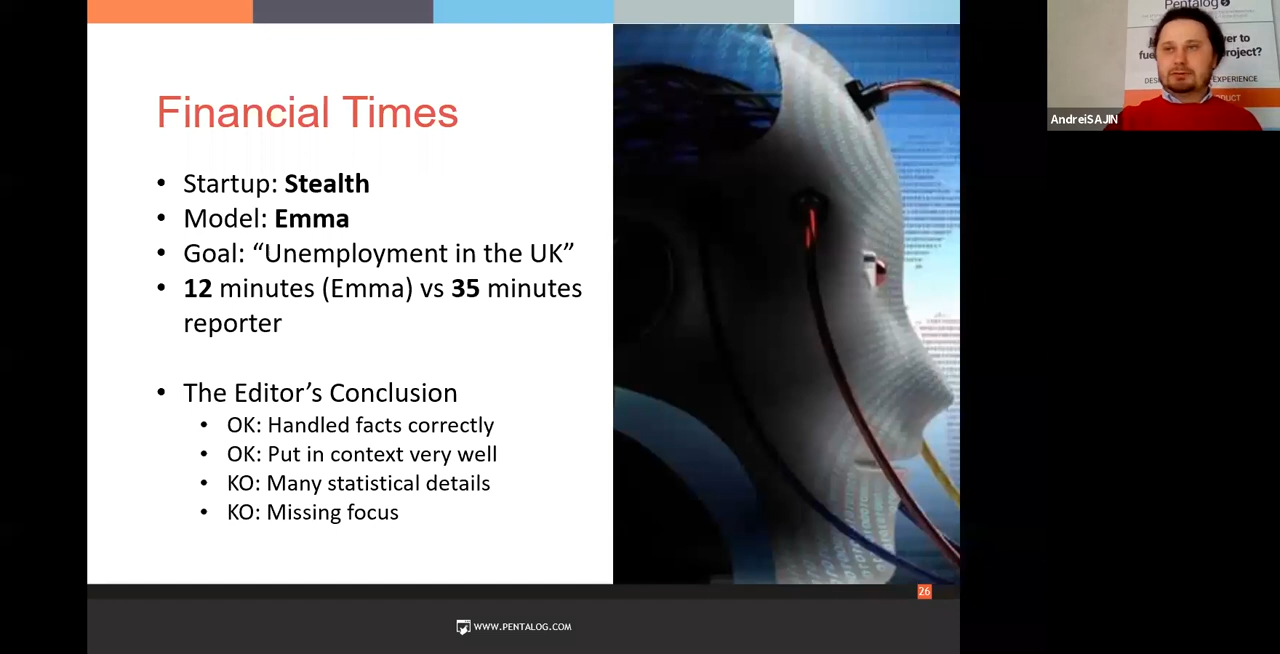 Financial Times
• Startup: Stealth
• Model: Emma
• Goal: “Unemployment in the UK”
• 12 minutes (Emma) vs 35 minutes
reporter
• The Editor’s Conclusion
• OK: Handled facts correctly
• OK: Put in context very well
• KO: Many statistical details
• KO: Missing focus
26
WWW.PENTALOG.COM
Pentalog
project?
EXPERIENCE
AndreiSAJIN